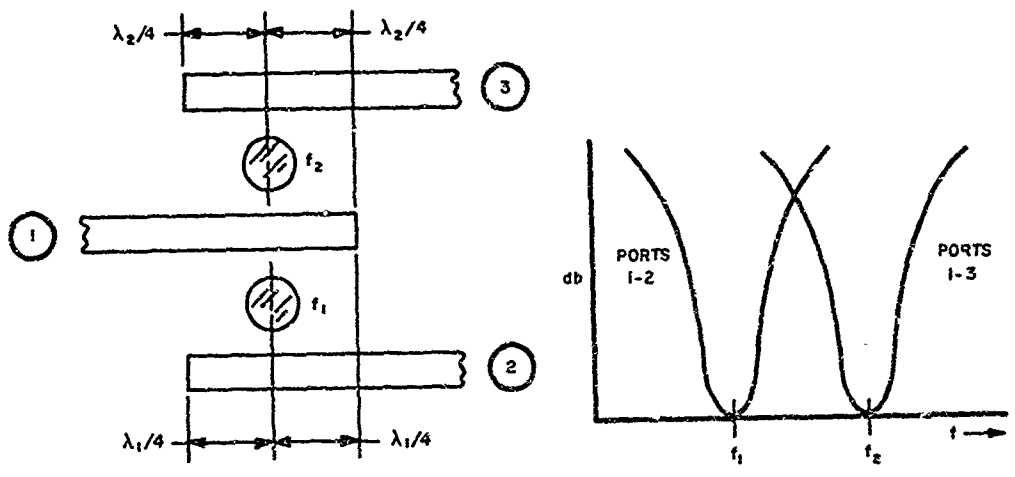 λ₂/4
λ₂/4
3
f₂
1
f₁
2
λ₁/4
λ₁/4
db
PORTS
1-2
PORTS
1-3
f₁
f₂
f